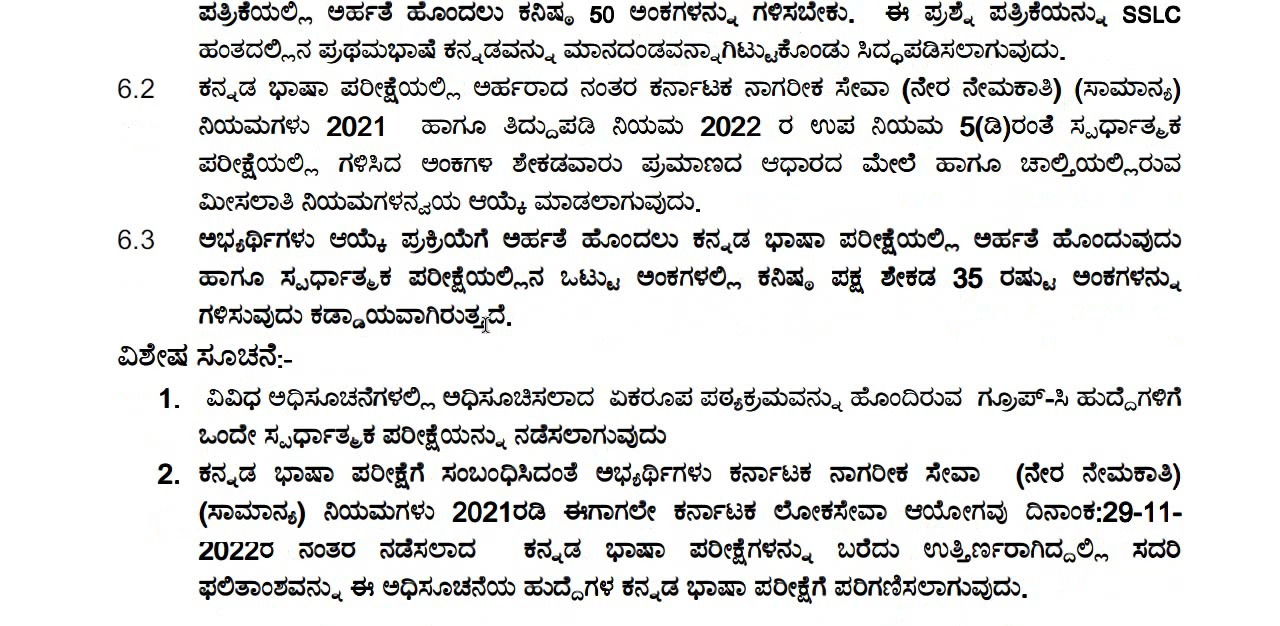 ಪತ್ರಿಕೆಯಲ್ಲಿ ಅರ್ಹತೆ ಹೊಂದಲು ಕನಿಷ್ಠ 50 ಅಂಕಗಳನ್ನು ಗಳಿಸಬೇಕು. ಈ ಪ್ರಶ್ನೆ ಪತ್ರಿಕೆಯನ್ನು SSLC
ಹಂತದಲ್ಲಿನ ಪ್ರಥಮಭಾಷೆ ಕನ್ನಡವನ್ನು ಮಾನದಂಡವನ್ನಾಗಿಟ್ಟುಕೊಂಡು ಸಿದ್ಧಪಡಿಸಲಾಗುವುದು.
6.2 ಕನ್ನಡ ಭಾಷಾ ಪರೀಕ್ಷೆಯಲ್ಲಿ ಅರ್ಹರಾದ ನಂತರ ಕರ್ನಾಟಕ ನಾಗರೀಕ ಸೇವಾ (ನೇರ ನೇಮಕಾತಿ) (ಸಾಮಾನ್ಯ)
ನಿಯಮಗಳು 2021 ಹಾಗೂ ತಿದ್ದುಪಡಿ ನಿಯಮ 2022 ರ ಉಪ ನಿಯಮ 5(ಡಿ)ರಂತೆ ಸ್ಪರ್ಧಾತ್ಮಕ
ಪರೀಕ್ಷೆಯಲ್ಲಿ ಗಳಿಸಿದ ಅಂಕಗಳ ಶೇಕಡವಾರು ಪ್ರಮಾಣದ ಆಧಾರದ ಮೇಲೆ ಹಾಗೂ ಚಾಲ್ತಿಯಲ್ಲಿರುವ
ಮೀಸಲಾತಿ ನಿಯಮಗಳನ್ವಯ ಆಯ್ಕೆ ಮಾಡಲಾಗುವುದು.
6.3 ಅಭ್ಯರ್ಥಿಗಳು ಆಯ್ಕೆ ಪ್ರಕ್ರಿಯೆಗೆ ಅರ್ಹತೆ ಹೊಂದಲು ಕನ್ನಡ ಭಾಷಾ ಪರೀಕ್ಷೆಯಲ್ಲಿ ಅರ್ಹತೆ ಹೊಂದುವುದು
ಹಾಗೂ ಸ್ಪರ್ಧಾತ್ಮಕ ಪರೀಕ್ಷೆಯಲ್ಲಿನ ಒಟ್ಟು ಅಂಕಗಳಲ್ಲಿ ಕನಿಷ್ಠ ಪಕ್ಷ ಶೇಕಡ 35 ರಷ್ಟು ಅಂಕಗಳನ್ನು
ಗಳಿಸುವುದು ಕಡ್ಡಾಯವಾಗಿರುತ್ತದೆ.
ವಿಶೇಷ ಸೂಚನೆ:-
1. ವಿವಿಧ ಅಧಿಸೂಚನೆಗಳಲ್ಲಿ ಅಧಿಸೂಚಿಸಲಾದ ಏಕರೂಪ ಪಠ್ಯಕ್ರಮವನ್ನು ಹೊಂದಿರುವ ಗ್ರೂಪ್-ಸಿ ಹುದ್ದೆಗಳಿಗೆ
ಒಂದೇ ಸ್ಪರ್ಧಾತ್ಮಕ ಪರೀಕ್ಷೆಯನ್ನು ನಡೆಸಲಾಗುವುದು
2. ಕನ್ನಡ ಭಾಷಾ ಪರೀಕ್ಷೆಗೆ ಸಂಬಂಧಿಸಿದಂತೆ ಅಭ್ಯರ್ಥಿಗಳು ಕರ್ನಾಟಕ ನಾಗರೀಕ ಸೇವಾ (ನೇರ ನೇಮಕಾತಿ)
(ಸಾಮಾನ್ಯ) ನಿಯಮಗಳು 2021ರಡಿ ಈಗಾಗಲೇ ಕರ್ನಾಟಕ ಲೋಕಸೇವಾ ಆಯೋಗವು ದಿನಾಂಕ:29-11-
2022ರ ನಂತರ ನಡೆಸಲಾದ ಕನ್ನಡ ಭಾಷಾ ಪರೀಕ್ಷೆಗಳನ್ನು ಬರೆದು ಉತ್ತೀರ್ಣರಾಗಿದ್ದಲ್ಲಿ ಸದರಿ
ಫಲಿತಾಂಶವನ್ನು ಈ ಅಧಿಸೂಚನೆಯ ಹುದ್ದೆಗಳ ಕನ್ನಡ ಭಾಷಾ ಪರೀಕ್ಷೆಗೆ ಪರಿಗಣಿಸಲಾಗುವುದು.